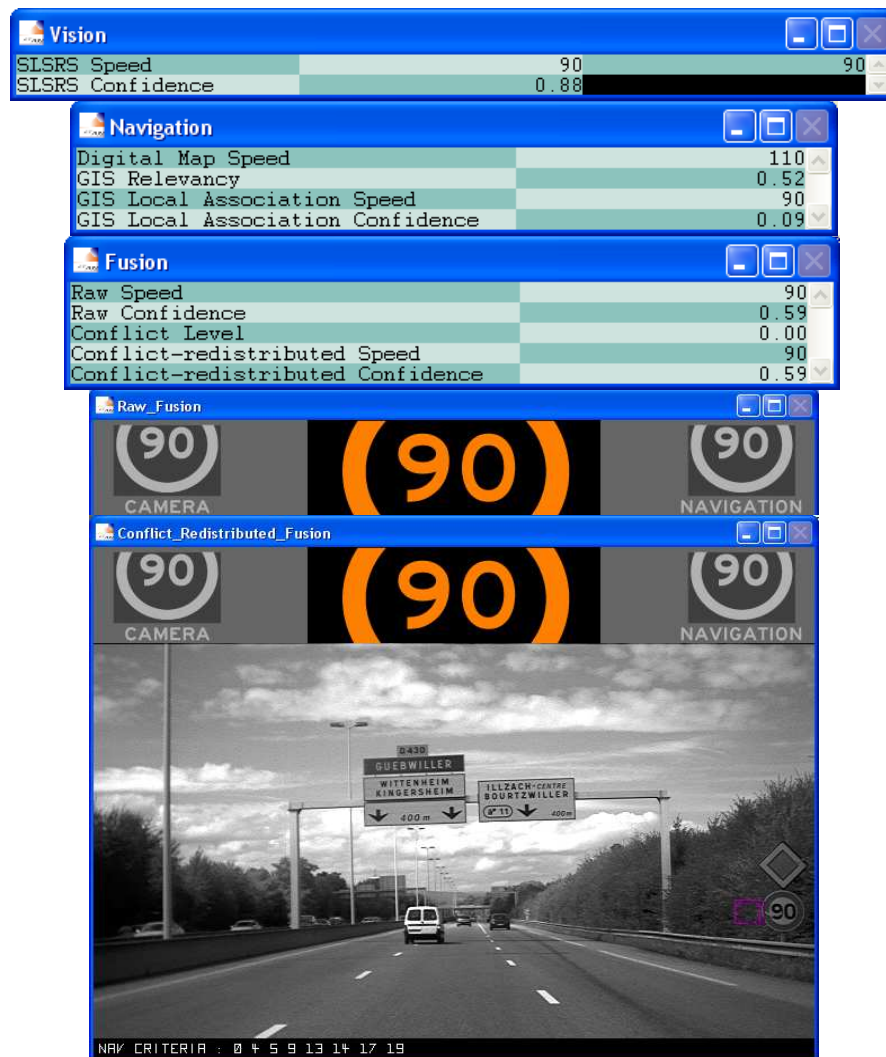 Vision
SLSRS Speed 90 90
SLSRS Confidence 0.88
Navigation
Digital Map Speed 110
GIS Relevancy 0.52
GIS Local Association Speed 90
GIS Local Association Confidence 0.09
Fusion
Raw Speed 90
Raw Confidence 0.59
Conflict Level 0.00
Conflict-redistributed Speed 90
Conflict-redistributed Confidence 0.59
Raw_Fusion
90 90 90
CAMERA NAVIGATION
Conflict_Redistributed_Fusion
90 90 90
CAMERA NAVIGATION
D 430
GUEBWILLER
WITTENHEIM
KINGERSHEIM
400 m
ILLZACH-CENTRE
BOURTZWILLER
11 400m
90
NAV CRITERIA : 0 4 5 9 13 14 17 19